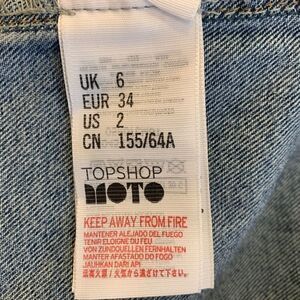 UK 6
EUR 34
US 2
CN 155/64A
TOPSHOP
MOTO
KEEP AWAY FROM FIRE
MANTENER ALEJADO DEL FUEGO
TENIR ELOIGNE DU FEU
VON ZUNDQUELLEN FERNHALTEN
MANTER AFASTADO DO FOGO
JAUHKAN DARI API